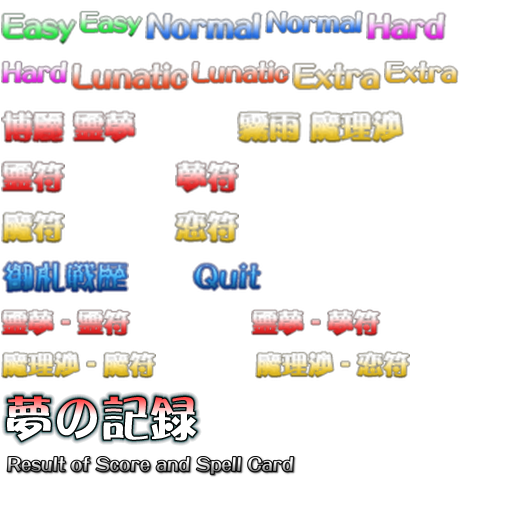 Easy Easy Normal Normal Hard
Hard Lunatic Lunatic Extra Extra
博麗 霊夢 霧雨 魔理沙
霊符 夢符
魔符 恋符
御札戦歴 Quit
霊夢 - 霊符 霊夢 - 夢符
魔理沙 - 魔符 魔理沙 - 恋符
夢の記録
Result of Score and Spell Card